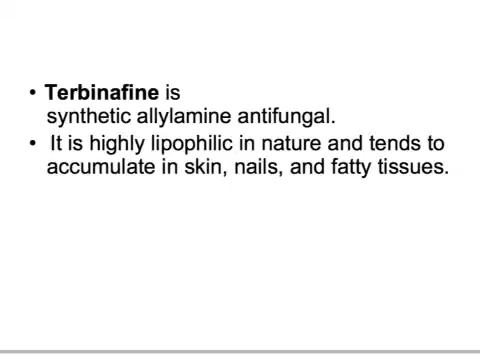 • Terbinafine is
synthetic allylamine antifungal.
• It is highly lipophilic in nature and tends to
accumulate in skin, nails, and fatty tissues.